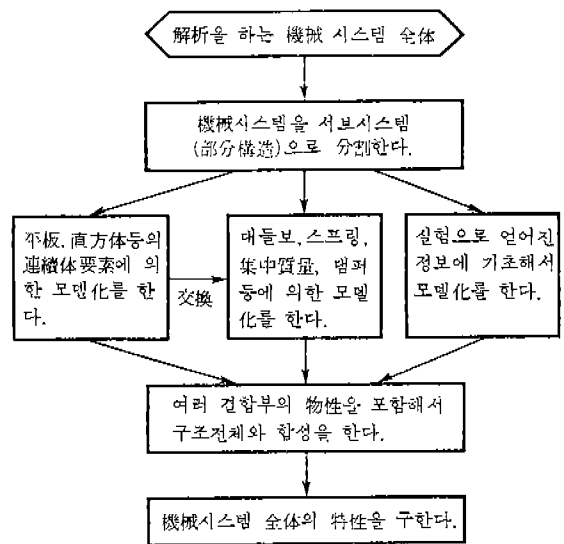 解析을 하는 機械 시스템 全体
機械시스템을 서브시스템
(部分構造)으로 分割한다.
平板, 直方体등의
連續体要素에 의
한 모델化를 한
다.
交換
대들보, 스프링,
集中質量, 댐퍼
등에 의한 모델
化를 한다.
실험으로 얻어진
정보에 기초해서
모델化를 한다.
여러 결합부의 物性을 포함해서
구조전체와 합성을 한다.
機械시스템 全体의 特性을 구한다.